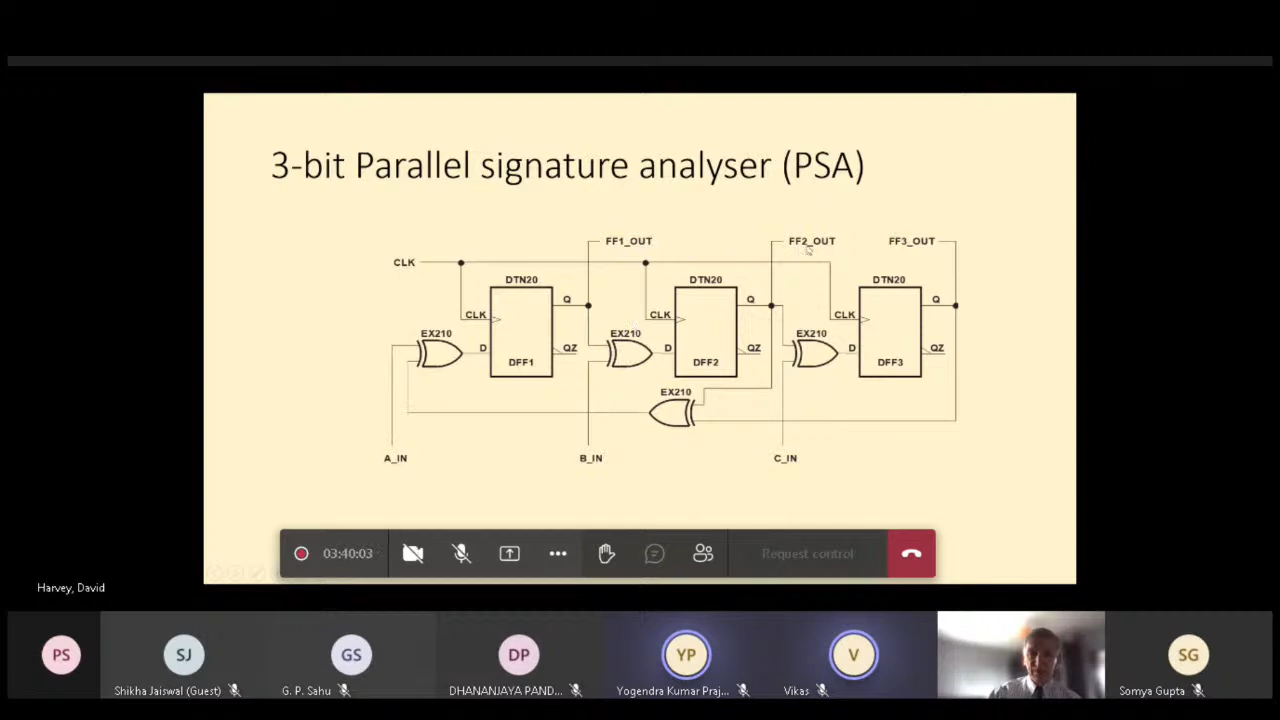 3-bit Parallel signature analyser (PSA)
FF1_OUT
FF2_OUT
FF3_OUT
CLK
DTN20
DTN20
DTN20
Q
Q
Q
CLK
CLK
CLK
EX210
EX210
EX210
D
QZ
D
QZ
D
QZ
DFF1
DFF2
DFF3
EX210
A_IN
B_IN
C_IN
03:40:03
Request control
Harvey, David
PS
SJ
GS
DP
YP
V
SG
Shikha Jaiswal (Guest)
G. P. Sahu
DHANANJAYA PAND...
Yogendra Kumar Praj...
Vikas
Somya Gupta